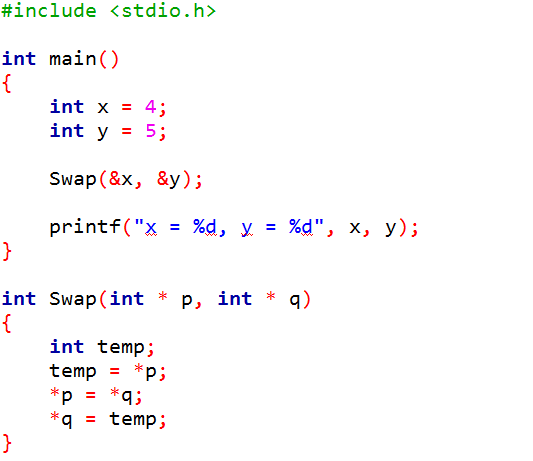 #include <stdio.h>
int main()
{
    int x = 4;
    int y = 5;
    Swap(&x, &y);
    printf("x = %d, y = %d", x, y);
}
int Swap(int * p, int * q)
{
    int temp;
    temp = *p;
    *p = *q;
    *q = temp;
}